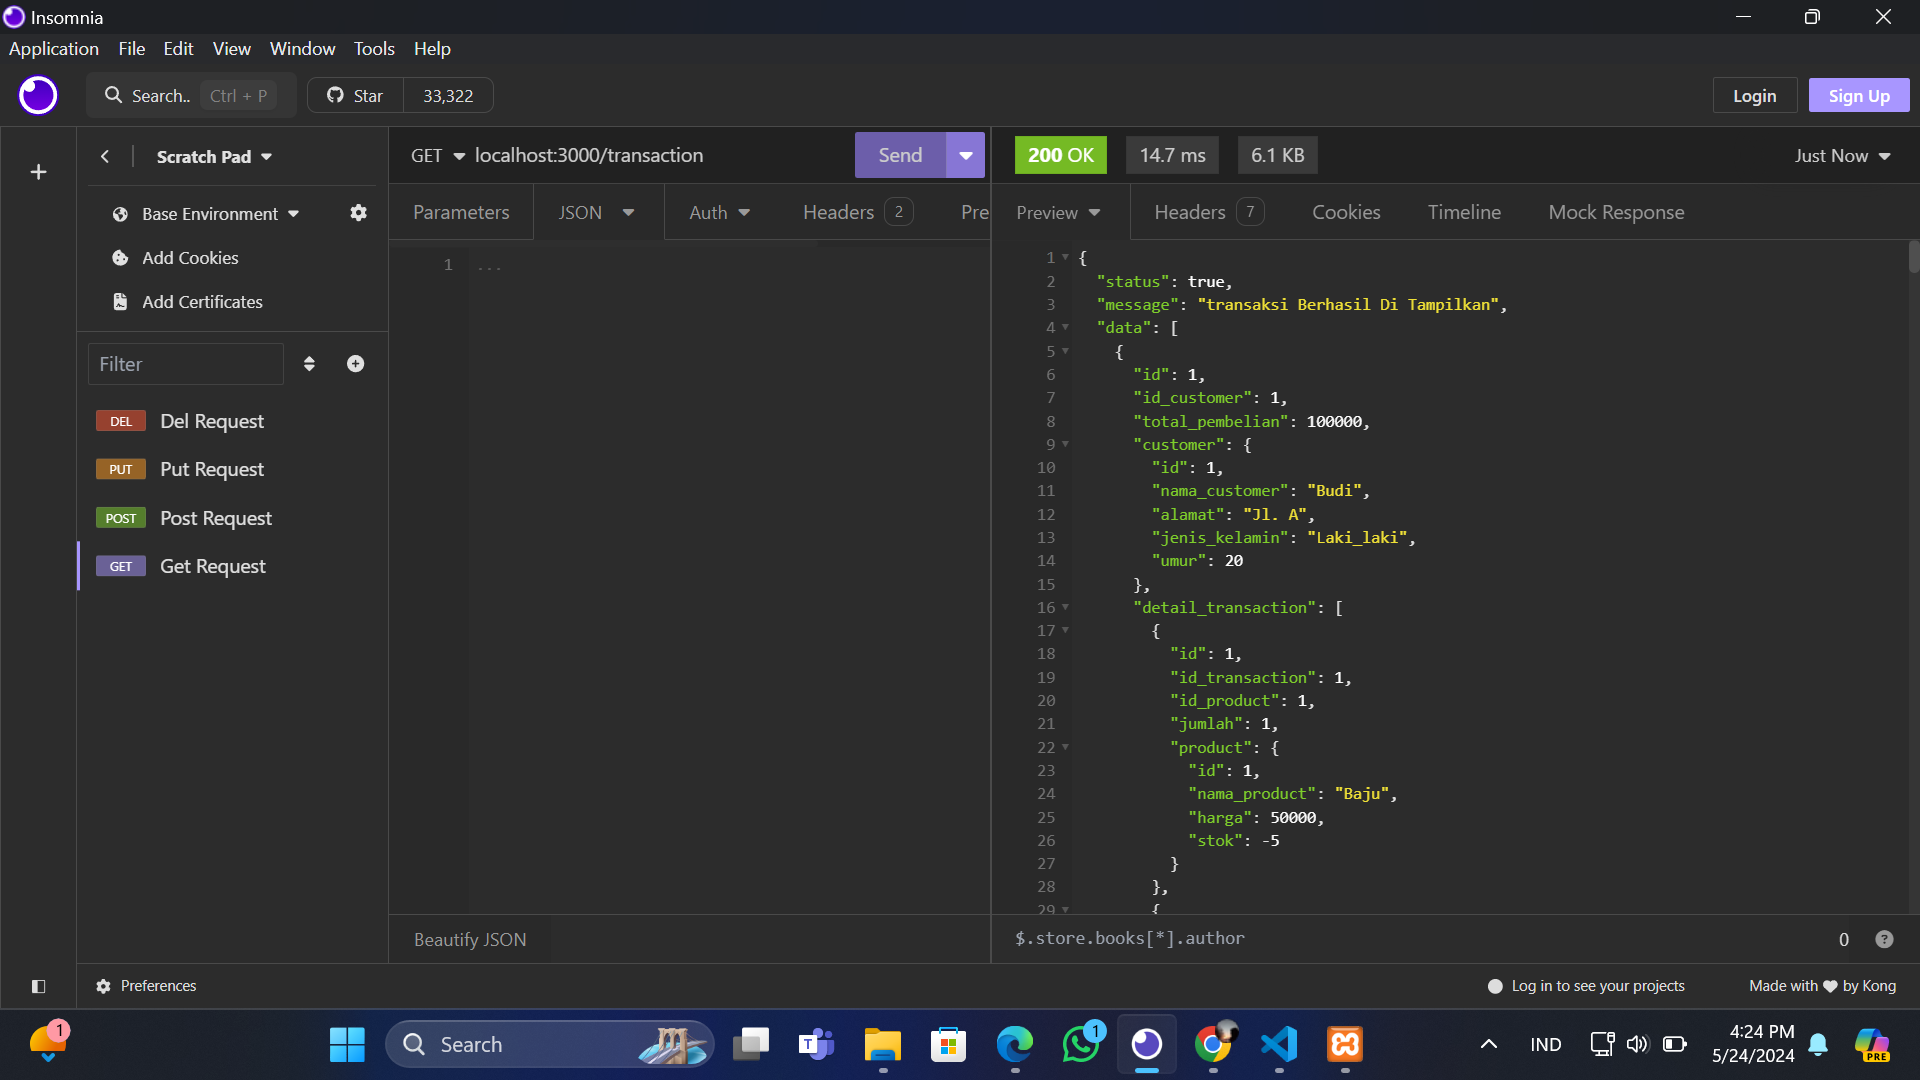 Insomnia
Application File Edit View Window Tools Help
Search.. Ctrl + P Star 33,322 Login Sign Up
Scratch Pad
GET localhost:3000/transaction Send
200 OK 14.7 ms 6.1 KB Just Now
Base Environment
Add Cookies
Add Certificates
Filter
DEL Del Request
PUT Put Request
POST Post Request
GET Get Request
Parameters JSON Auth Headers 2 Pre
1 ...
Beautify JSON
Preview Headers 7 Cookies Timeline Mock Response
1 {
2 "status": true,
3 "message": "transaksi Berhasil Di Tampilkan",
4 "data": [
5 {
6 "id": 1,
7 "id_customer": 1,
8 "total_pembelian": 100000,
9 "customer": {
10 "id": 1,
11 "nama_customer": "Budi",
12 "alamat": "Jl. A",
13 "jenis_kelamin": "Laki_laki",
14 "umur": 20
15 },
16 "detail_transaction": [
17 {
18 "id": 1,
19 "id_transaction": 1,
20 "id_product": 1,
21 "jumlah": 1,
22 "product": {
23 "id": 1,
24 "nama_product": "Baju",
25 "harga": 50000,
26 "stok": -5
27 }
28 },
29 {
$.store.books[*].author 0 ?
Preferences Log in to see your projects Made with ❤ by Kong
1 Search T 1 IND 4:24 PM
5/24/2024 PRE